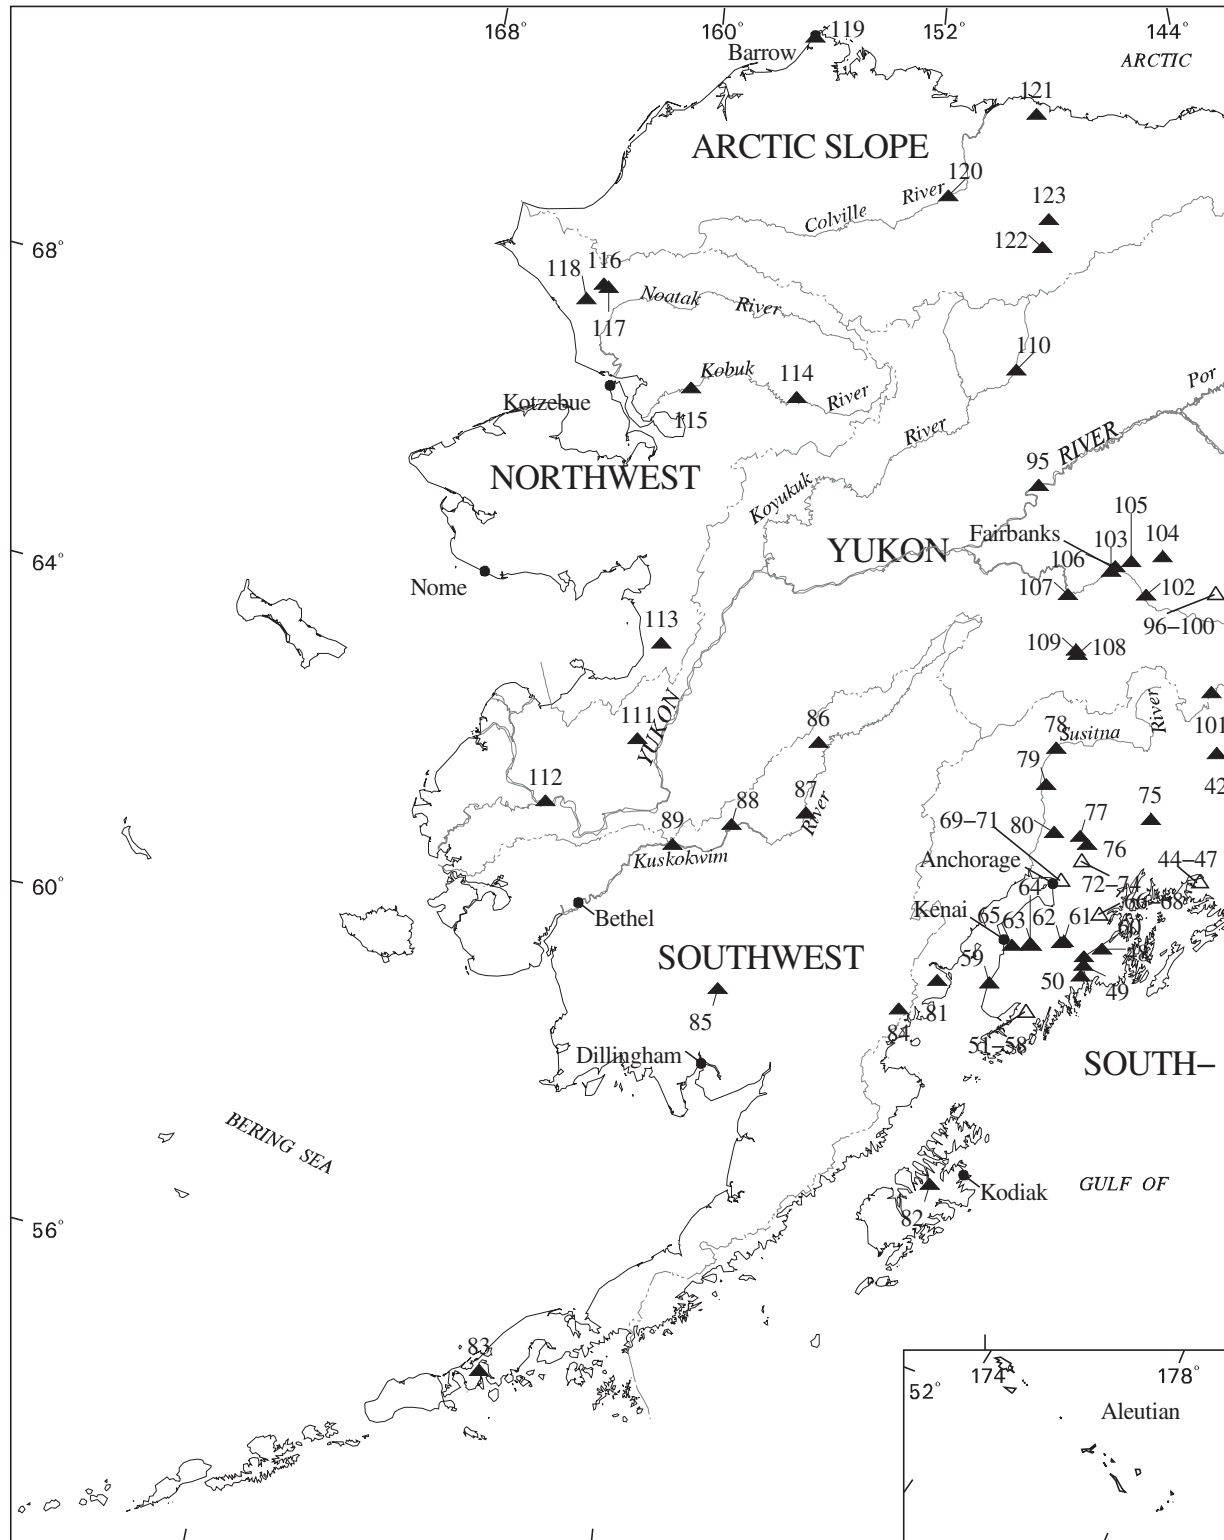 168°
160°
152°
144°
119
Barrow
ARCTIC
121
ARCTIC SLOPE
120
River
Colville
123
122
68°
118
116
117
Noatak
River
110
Kobuk
114
River
115
Kotzebue
Por
RIVER
River
NORTHWEST
95
Koyukuk
105
Fairbanks
103
104
YUKON
106
107
102
96–100
64°
Nome
113
109
108
YUKON
111
86
River
101
78
Susitna
79
42
112
87
River
88
89
Kuskokwim
75
69–71
80
77
76
Anchorage
44–47
72–74
60°
64
66–68
Kenai
65
63
62
61
60
48
Bethel
SOUTHWEST
59
50
49
85
81
84
51–58
Dillingham
SOUTH–
BERING SEA
Kodiak
GULF OF
82
56°
83
174°
178°
52°
Aleutian